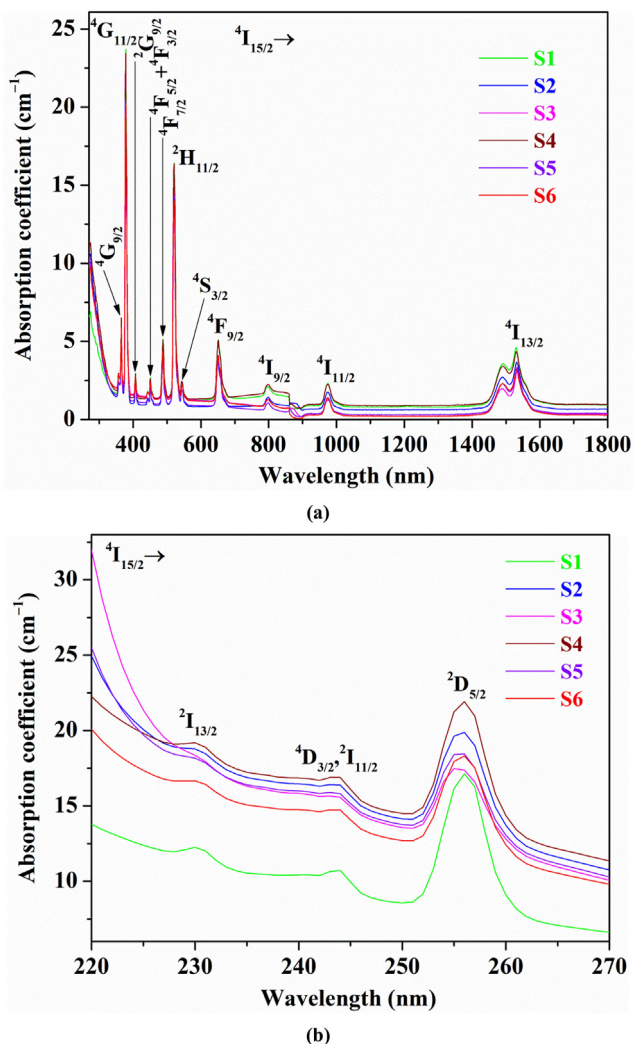 ⁴G₁₁/₂
²G₉/₂
⁴F₅/₂+⁴F₃/₂
⁴F₇/₂
⁴I₁₅/₂→
25
20
15
10
5
0
Absorption coefficient (cm⁻¹)
²H₁₁/₂
⁴G₉/₂
⁴S₃/₂
⁴F₉/₂
⁴I₉/₂
⁴I₁₁/₂
⁴I₁₃/₂
S1
S2
S3
S4
S5
S6
400 600 800 1000 1200 1400 1600 1800
Wavelength (nm)
(a)
⁴I₁₅/₂→
30
25
20
15
10
Absorption coefficient (cm⁻¹)
²I₁₃/₂
⁴D₃/₂,²I₁₁/₂
²D₅/₂
S1
S2
S3
S4
S5
S6
220 230 240 250 260 270
Wavelength (nm)
(b)